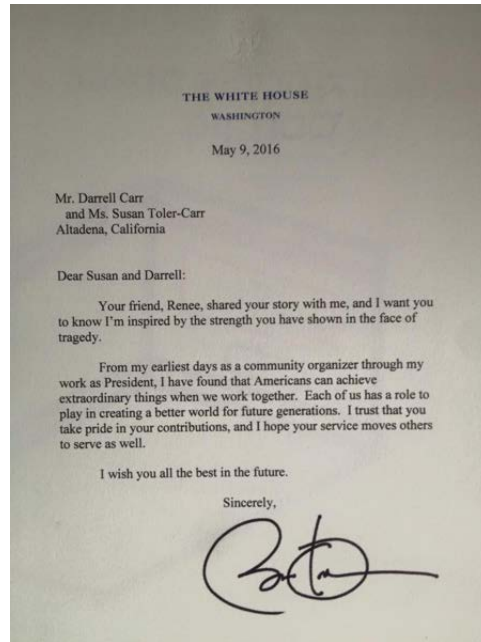 THE WHITE HOUSE
WASHINGTON
May 9, 2016
Mr. Darrell Carr
and Ms. Susan Toler-Carr
Altadena, California
Dear Susan and Darrell:
Your friend, Renee, shared your story with me, and I want you
to know I'm inspired by the strength you have shown in the face of
tragedy.
From my earliest days as a community organizer through my
work as President, I have found that Americans can achieve
extraordinary things when we work together. Each of us has a role to
play in creating a better world for future generations. I trust that you
take pride in your contributions, and I hope your service moves others
to serve as well.
I wish you all the best in the future.
Sincerely,